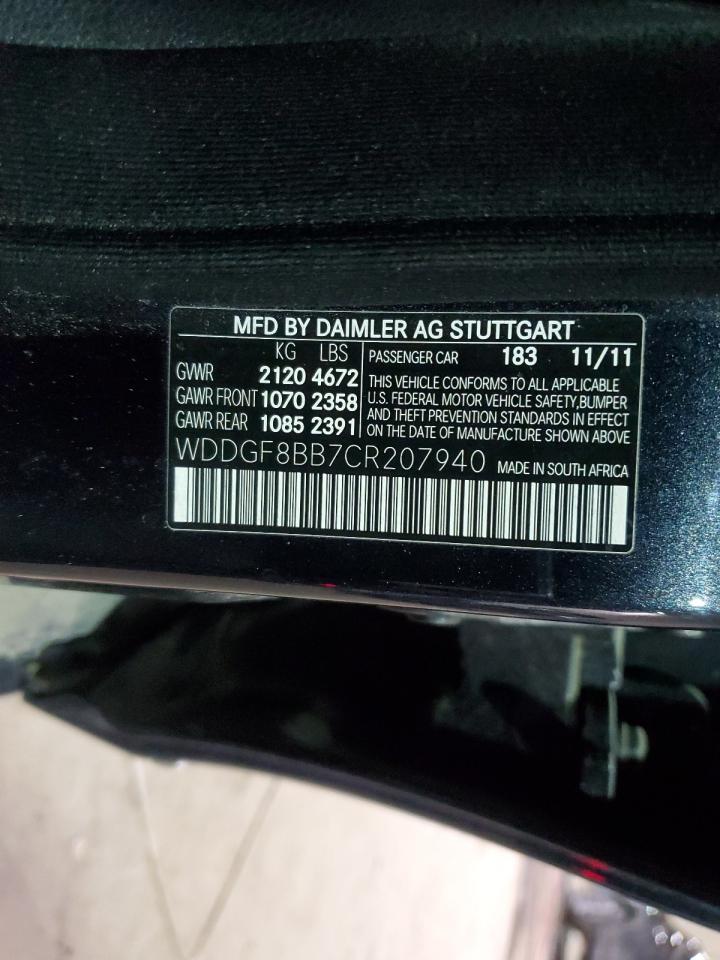 MFD BY DAIMLER AG STUTTGART
KG LBS
GVWR 2120 4672
GAWR FRONT 1070 2358
GAWR REAR 1085 2391
PASSENGER CAR 183 11/11
THIS VEHICLE CONFORMS TO ALL APPLICABLE
U.S. FEDERAL MOTOR VEHICLE SAFETY,BUMPER
AND THEFT PREVENTION STANDARDS IN EFFECT
ON THE DATE OF MANUFACTURE SHOWN ABOVE
WDDGF8BB7CR207940 MADE IN SOUTH AFRICA